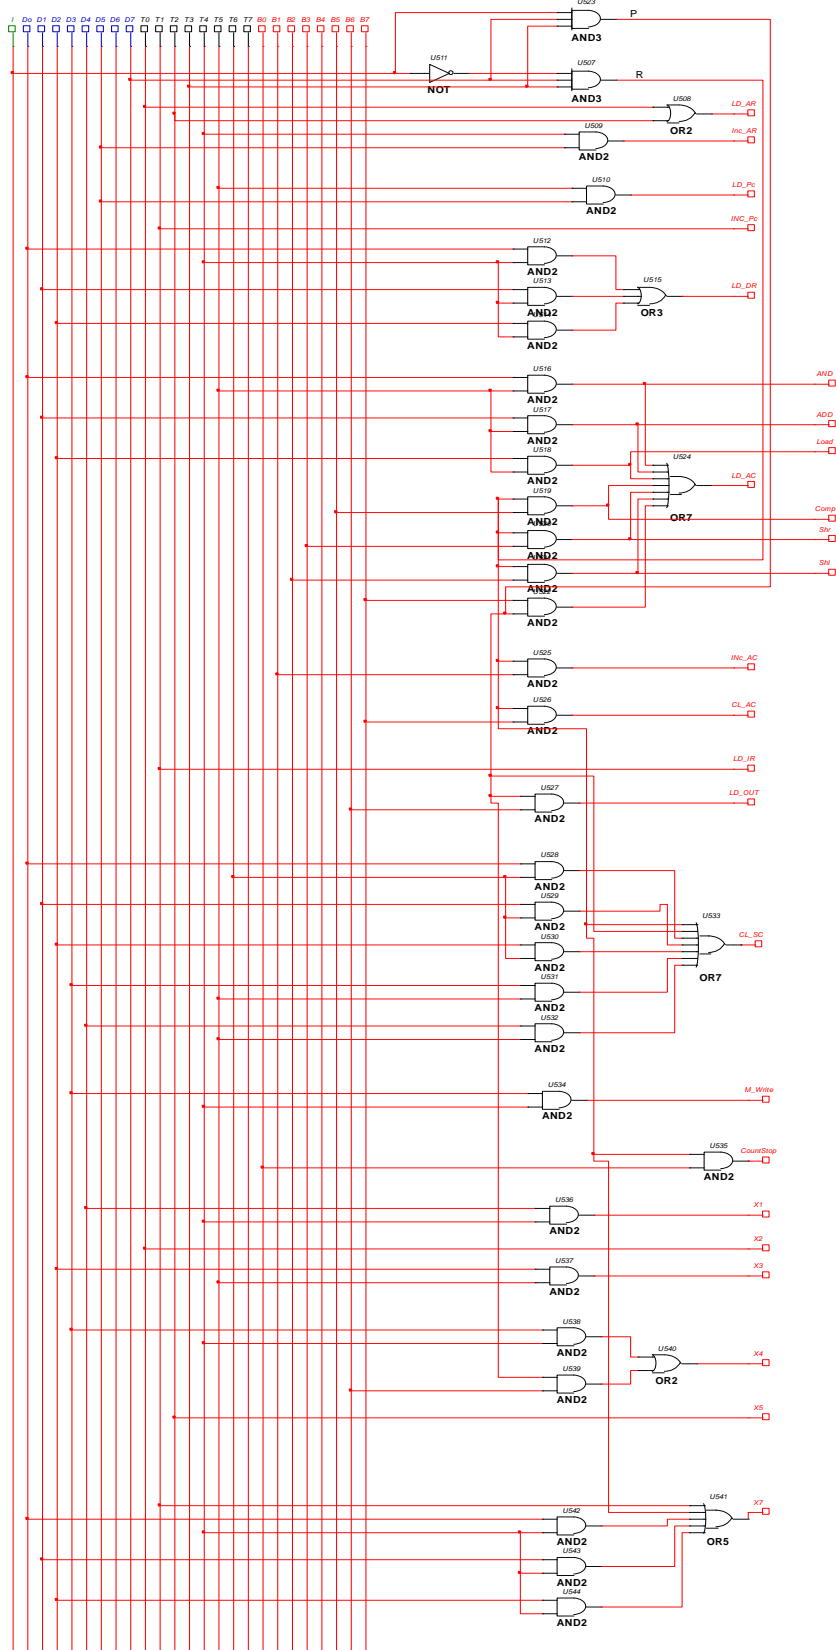 U523
I Do D1 D2 D3 D4 D5 D6 D7 T0 T1 T2 T3 T4 T5 T6 T7 B0 B1 B2 B3 B4 B5 B6 B7
P
AND3
U511
NOT
U507
R
AND3
U508
LD_AR
OR2
U509
Inc_AR
AND2
U510
LD_Pc
AND2
INC_Pc
U512
AND2
U513
U515
LD_DR
AND2
OR3
AND2
U516
AND
AND2
U517
ADD
AND2
Load
U518
U524
AND2
LD_AC
U519
Comp
AND2
OR7
Shr
AND2
Shl
AND2
AND2
U525
INc_AC
AND2
U526
CL_AC
AND2
LD_IR
U527
LD_OUT
AND2
U528
AND2
U529
U533
AND2
CL_SC
U530
AND2
OR7
U531
AND2
U532
AND2
U534
M_Write
AND2
U535
CountStop
AND2
U536
X1
AND2
X2
U537
X3
AND2
U538
AND2
U540
X4
U539
OR2
AND2
X5
U541
X7
U542
AND2
OR5
U543
AND2
U544
AND2